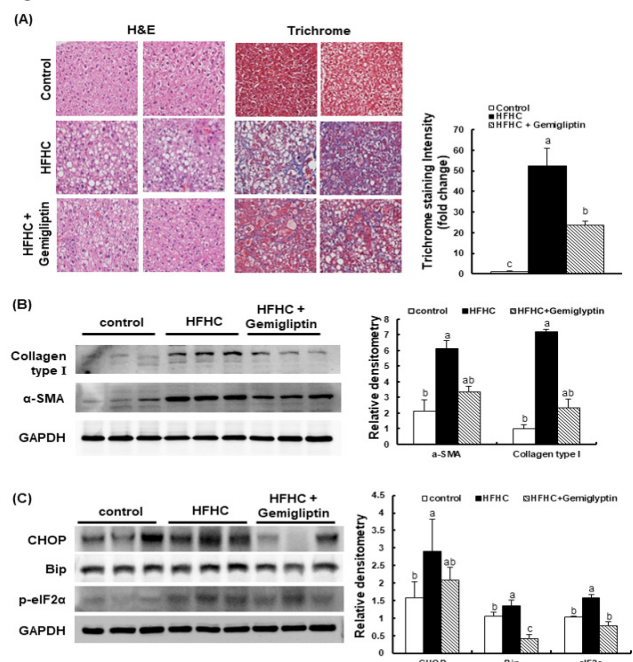 (A)
H&E
Trichrome
Control
HFHC
HFHC +
Gemigliptin
Control
HFHC
HFHC + Gemigliptin
Trichrome staining Intensity
(fold change)
70
60
50
40
30
20
10
0
c
a
b
(B)
control
HFHC
HFHC +
Gemigliptin
Collagen
type I
α-SMA
GAPDH
control
HFHC
HFHC+Gemiglyptin
Relative densitometry
8
7
6
5
4
3
2
1
0
b
a
ab
b
a
ab
a-SMA
Collagen type I
(C)
control
HFHC
HFHC +
Gemigliptin
CHOP
Bip
p-eIF2α
GAPDH
control
HFHC
HFHC+Gemiglyptin
Relative densitometry
4.5
4
3.5
3
2.5
2
1.5
1
0.5
0
b
a
ab
b
a
c
b
a
b
CHOP